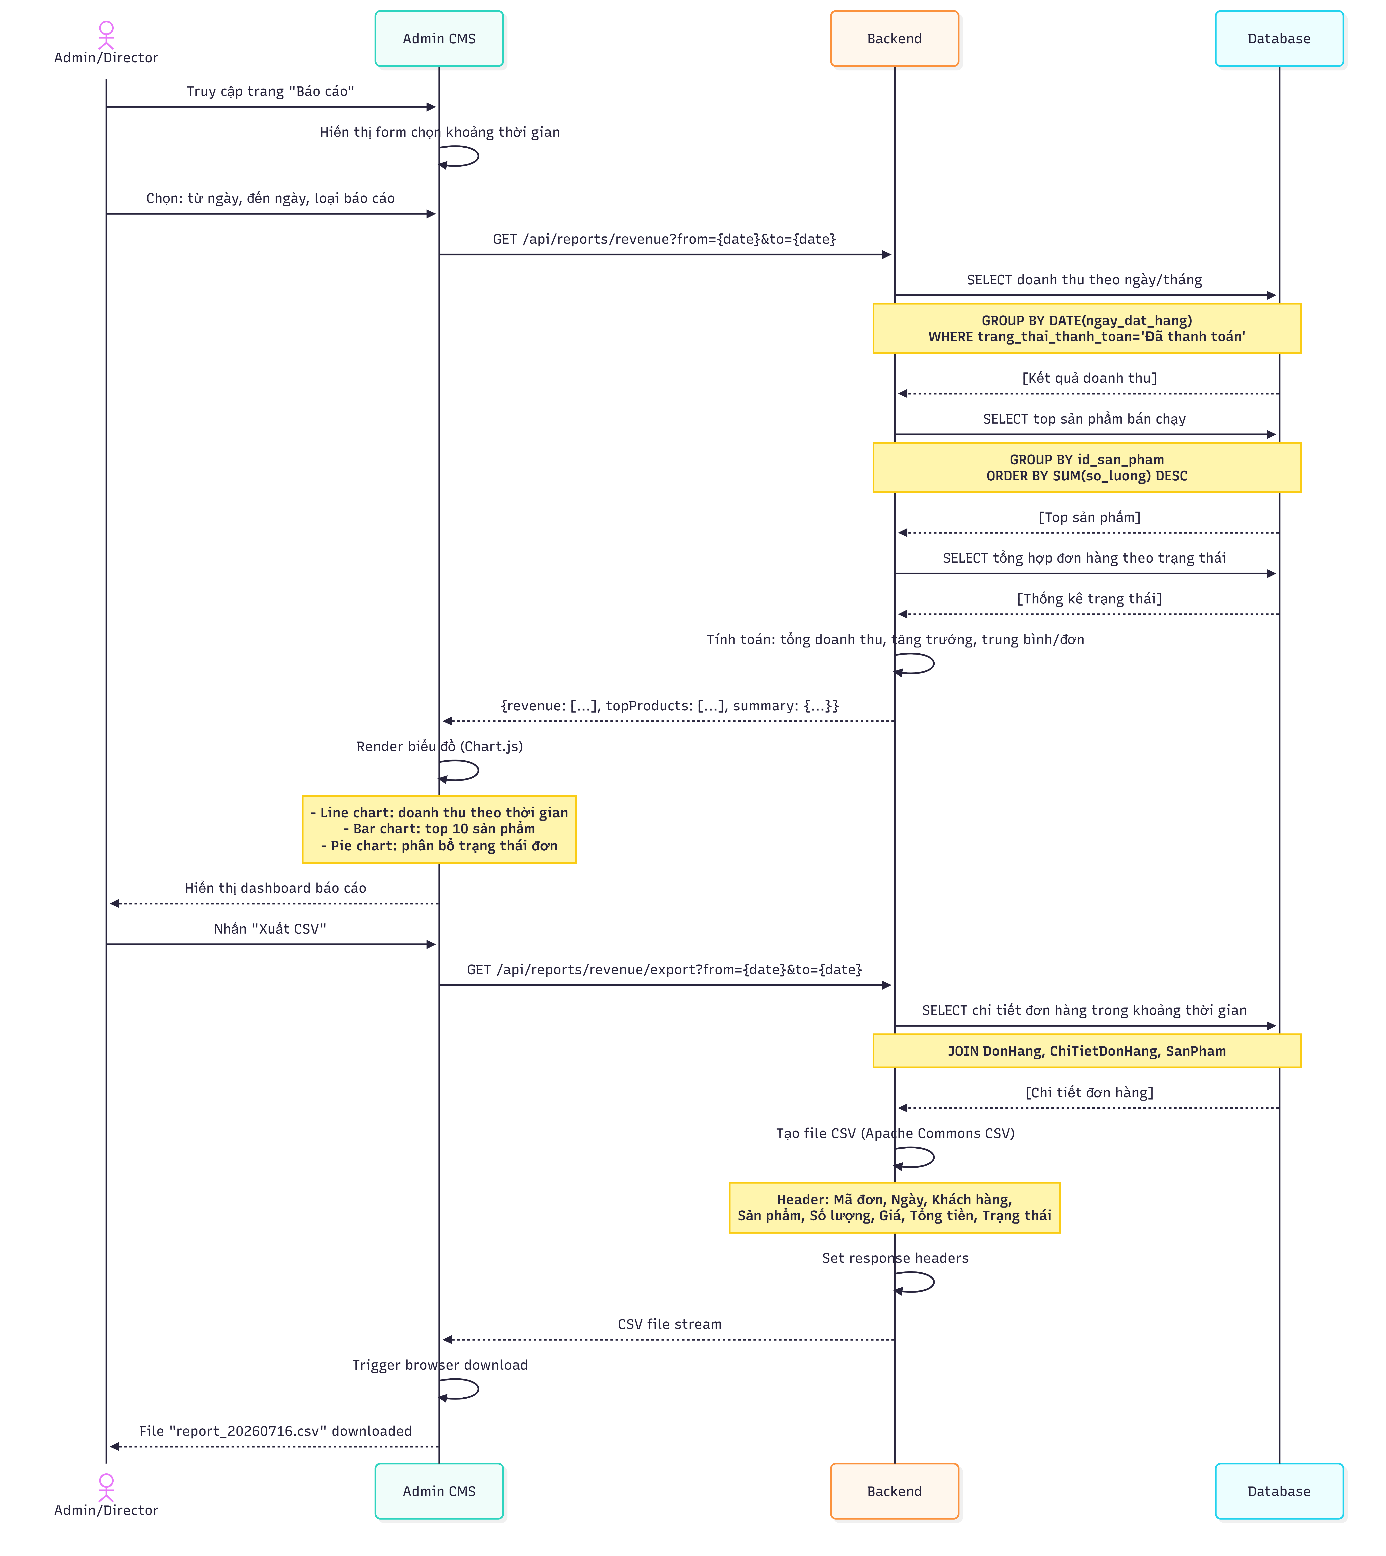 Admin/Director
Admin CMS
Backend
Database
Truy cập trang "Báo cáo"
Hiển thị form chọn khoảng thời gian
Chọn: từ ngày, đến ngày, loại báo cáo
GET /api/reports/revenue?from={date}&to={date}
SELECT doanh thu theo ngày/tháng
GROUP BY DATE(ngay_dat_hang)
WHERE trang_thai_thanh_toan='Đã thanh toán'
[Kết quả doanh thu]
SELECT top sản phẩm bán chạy
GROUP BY id_san_pham
ORDER BY SUM(so_luong) DESC
[Top sản phẩm]
SELECT tổng hợp đơn hàng theo trạng thái
[Thống kê trạng thái]
Tính toán: tổng doanh thu, tăng trưởng, trung bình/đơn
{revenue: [...], topProducts: [...], summary: {...}}
Render biểu đồ (Chart.js)
- Line chart: doanh thu theo thời gian
- Bar chart: top 10 sản phẩm
- Pie chart: phân bổ trạng thái đơn
Hiển thị dashboard báo cáo
Nhấn "Xuất CSV"
GET /api/reports/revenue/export?from={date}&to={date}
SELECT chi tiết đơn hàng trong khoảng thời gian
JOIN DonHang, ChiTietDonHang, SanPham
[Chi tiết đơn hàng]
Tạo file CSV (Apache Commons CSV)
Header: Mã đơn, Ngày, Khách hàng,
Sản phẩm, Số lượng, Giá, Tổng tiền, Trạng thái
Set response headers
CSV file stream
Trigger browser download
File "report_20260716.csv" downloaded
Admin/Director
Admin CMS
Backend
Database